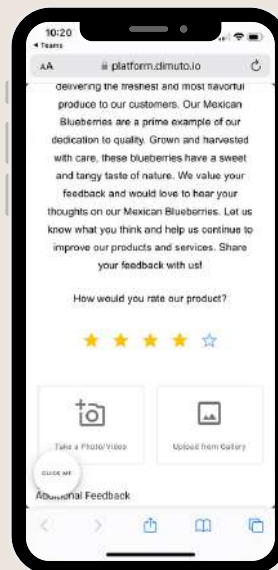 10:20
◀ Teams
AA platform.dimuto.io
delivering the freshest and most flavorful
produce to our customers. Our Mexican
Blueberries are a prime example of our
dedication to quality. Grown and harvested
with care, these blueberries have a sweet
and tangy taste of nature. We value your
feedback and would love to hear your
thoughts on our Mexican Blueberries. Let us
know what you think and help us continue to
improve our products and services. Share
your feedback with us!
How would you rate our product?
Take a Photo/Video
Upload from Gallery
GUIDE ME
Additional Feedback